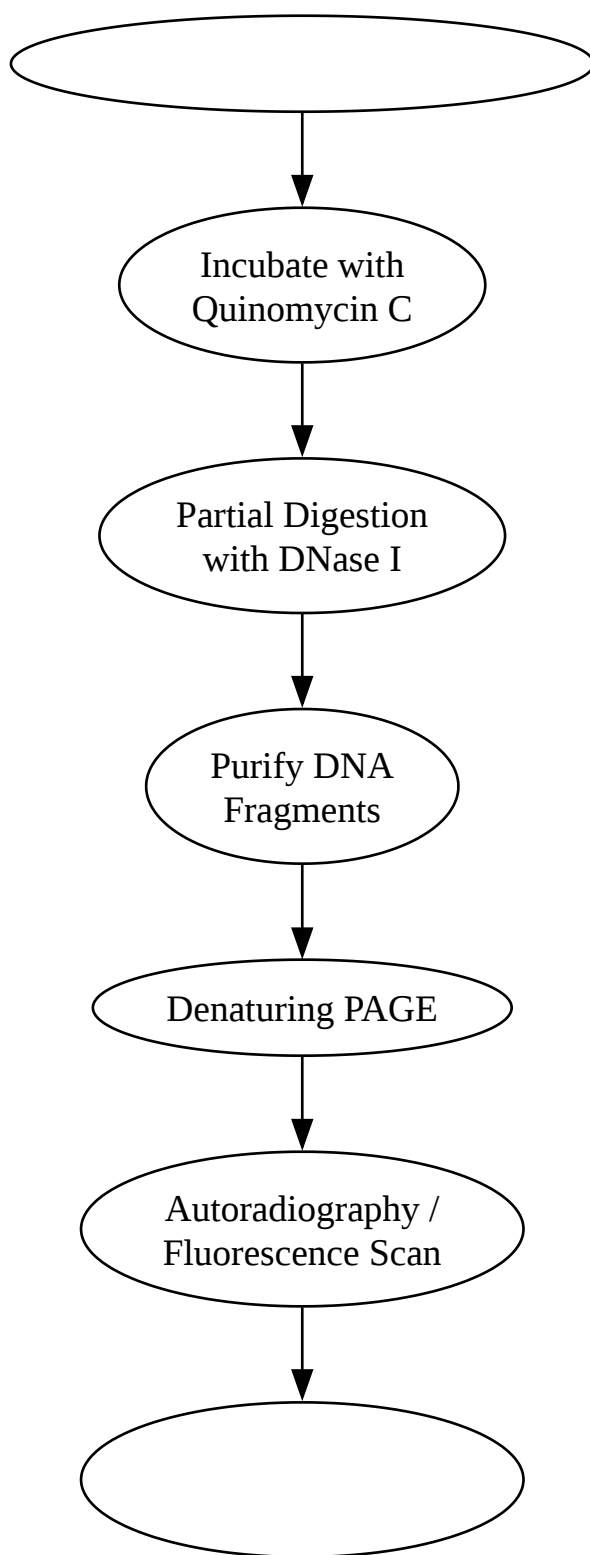 Incubate with
Quinomycin C
Partial Digestion
with DNase I
Purify DNA
Fragments
Denaturing PAGE
Autoradiography /
Fluorescence Scan